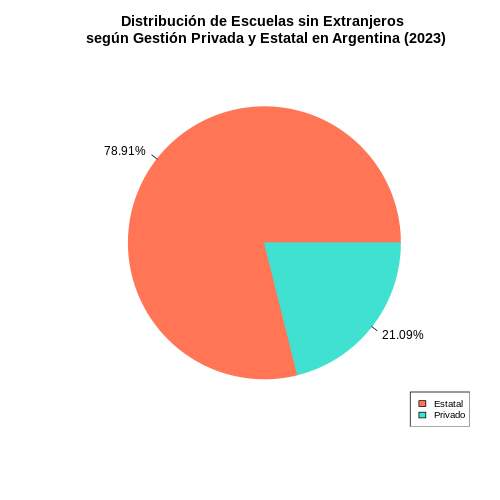 Distribución de Escuelas sin Extranjeros
según Gestión Privada y Estatal en Argentina (2023)
78.91%
21.09%
Estatal
Privado